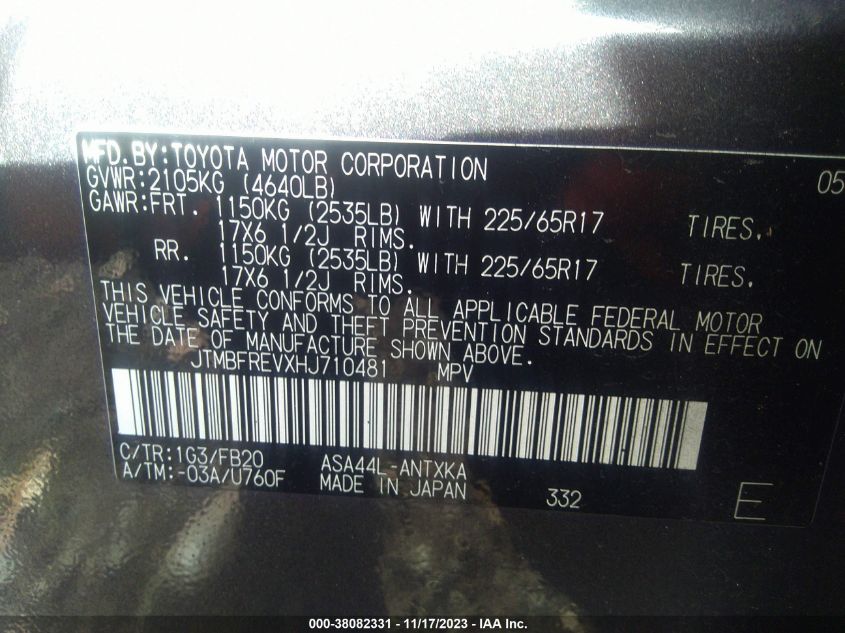 MFD.BY:TOYOTA MOTOR CORPORATION 05
GVWR:2105KG (4640LB)
GAWR:FRT. 1150KG (2535LB) WITH 225/65R17 TIRES.
17X6 1/2J RIMS.
RR. 1150KG (2535LB) WITH 225/65R17 TIRES.
17X6 1/2J RIMS.
THIS VEHICLE CONFORMS TO ALL APPLICABLE FEDERAL MOTOR
VEHICLE SAFETY AND THEFT PREVENTION STANDARDS IN EFFECT ON
THE DATE OF MANUFACTURE SHOWN ABOVE.
JTMBFREVXHJ710481 MPV
C/TR:1G3/FB20 ASA44L-ANTXKA
A/TM:-03A/U760F MADE IN JAPAN 332 E
000-38082331 - 11/17/2023 - IAA Inc.